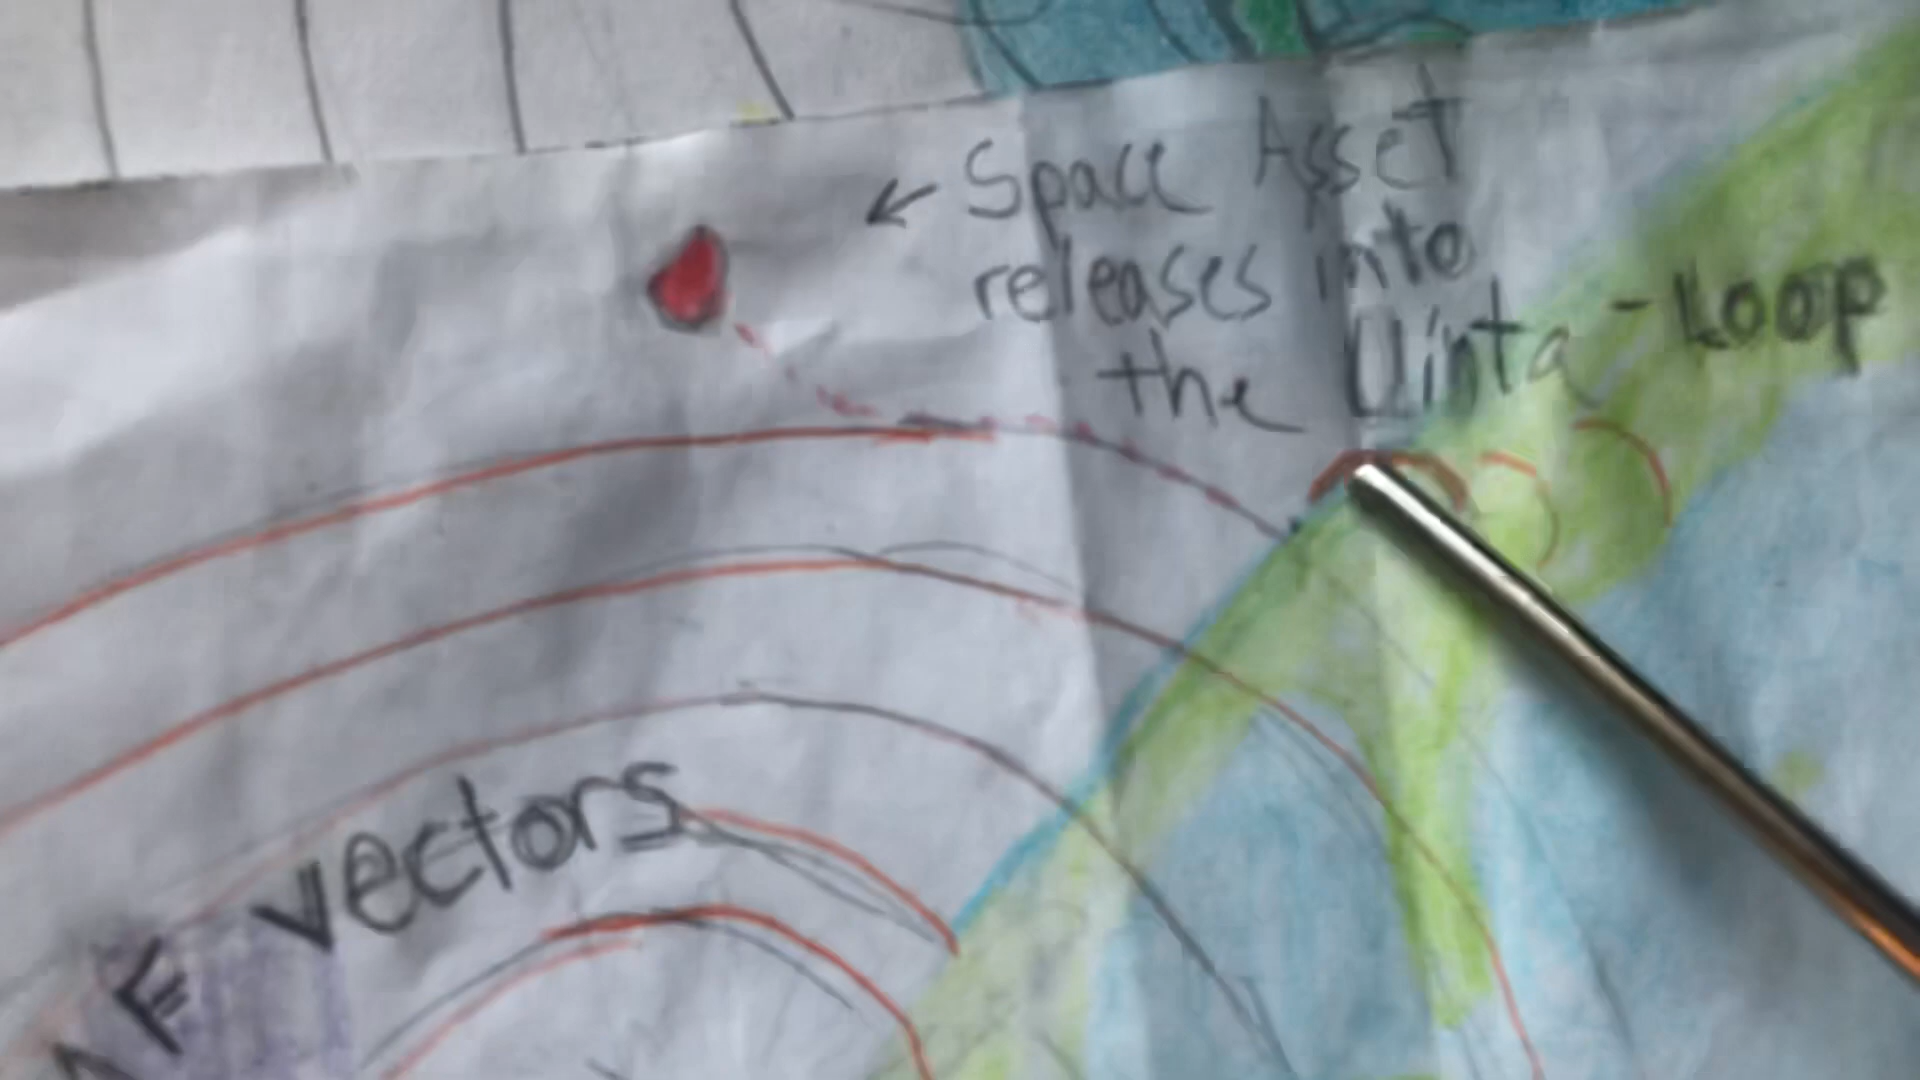 ← Space Asset
releases into
the Uinta-Loop
vectors